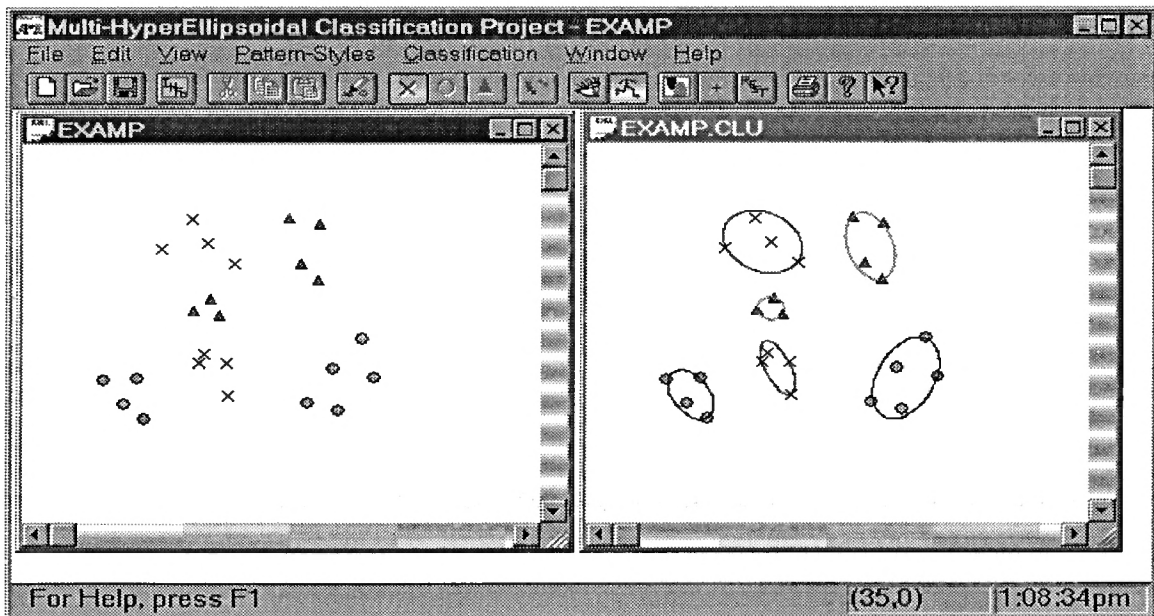 Multi-HyperEllipsoidal Classification Project - EXAMP
File Edit View Pattern-Styles Classification Window Help
EXAMP
EXAMP.CLU
For Help, press F1 (35,0) 1:08:34pm